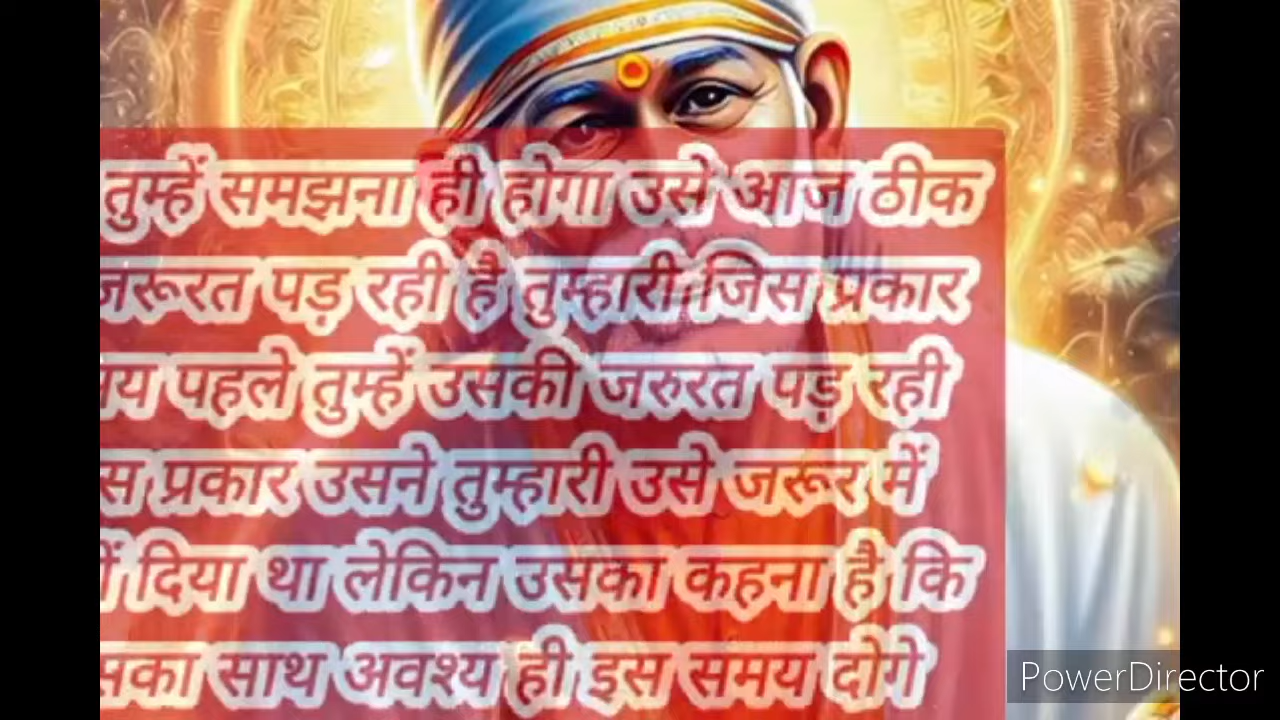 तुम्हें समझना ही होगा उसे आज ठीक
जरूरत पड़ रही है तुम्हारी जिस प्रकार
पहले तुम्हें उसकी जरुरत पड़ रही
प्रकार उसने तुम्हारी उसे जरूर में
दिया था लेकिन उसका कहना है कि
साथ अवश्य ही इस समय दोगे
PowerDirector